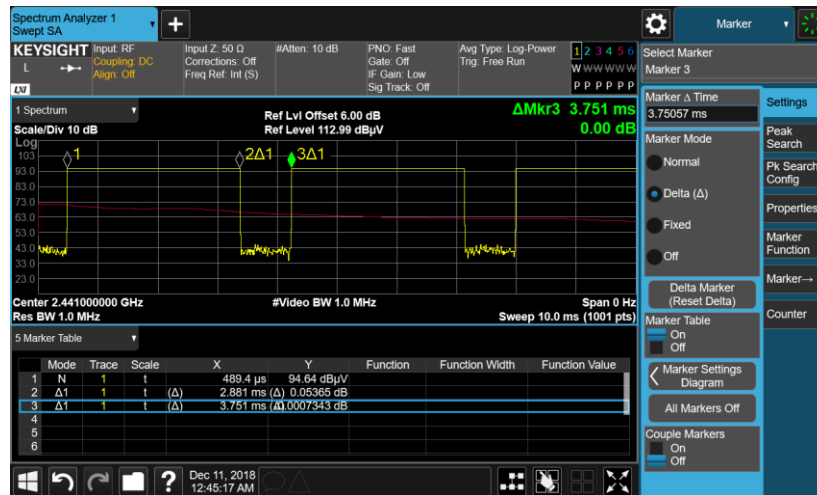 Spectrum Analyzer 1
Swept SA
+
Marker
KEYSIGHT
L
LXI
Input: RF
Coupling: DC
Align: Off
Input Z: 50 Ω
Corrections: Off
Freq Ref: Int (S)
#Atten: 10 dB
PNO: Fast
Gate: Off
IF Gain: Low
Sig Track: Off
Avg Type: Log-Power
Trig: Free Run
1 2 3 4 5 6
W W W W W W
P P P P P P
1 Spectrum
Scale/Div 10 dB
Ref Lvl Offset 6.00 dB
Ref Level 112.99 dBµV
ΔMkr3 3.751 ms
0.00 dB
Log
103
93.0
83.0
73.0
63.0
53.0
43.0
33.0
23.0
1
2Δ1
3Δ1
Center 2.441000000 GHz
Res BW 1.0 MHz
#Video BW 1.0 MHz
Span 0 Hz
Sweep 10.0 ms (1001 pts)
5 Marker Table
Mode Trace Scale X Y Function Function Width Function Value
1 N 1 t 489.4 µs 94.64 dBµV
2 Δ1 1 t (Δ) 2.881 ms (Δ) 0.05365 dB
3 Δ1 1 t (Δ) 3.751 ms (Δ)0.0007343 dB
4
5
6
?
Dec 11, 2018
12:45:17 AM
Select Marker
Marker 3
Marker Δ Time
3.75057 ms
Marker Mode
Normal
Delta (Δ)
Fixed
Off
Delta Marker
(Reset Delta)
Marker Table
On
Off
Marker Settings
Diagram
All Markers Off
Couple Markers
On
Off
Settings
Peak
Search
Pk Search
Config
Properties
Marker
Function
Marker→
Counter